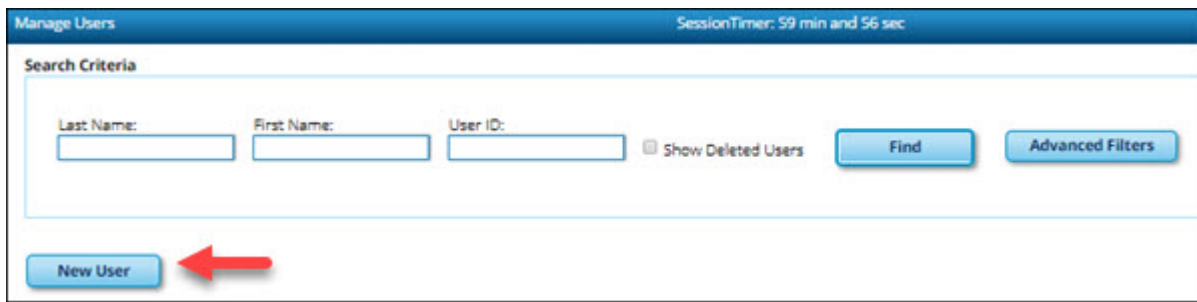 Manage Users SessionTimer: 59 min and 56 sec
Search Criteria
Last Name: First Name: User ID:
Show Deleted Users Find Advanced Filters
New User